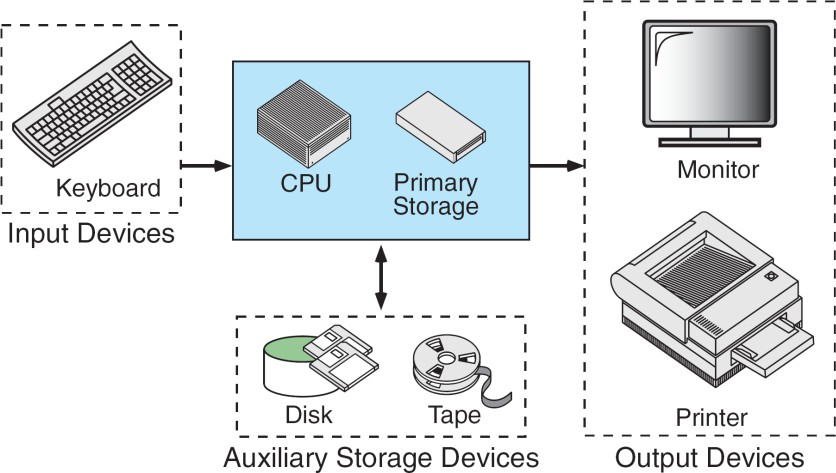 Keyboard
Input Devices
CPU
Primary
Storage
Monitor
Printer
Output Devices
Disk
Tape
Auxiliary Storage Devices